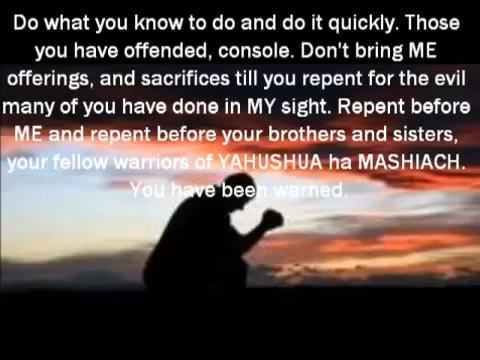 Do what you know to do and do it quickly. Those
you have offended, console. Don't bring ME
offerings, and sacrifices till you repent for the evil
many of you have done in MY sight. Repent before
ME and repent before your brothers and sisters,
your fellow warriors of YAHUSHUA ha MASHIACH.
You have been warned.